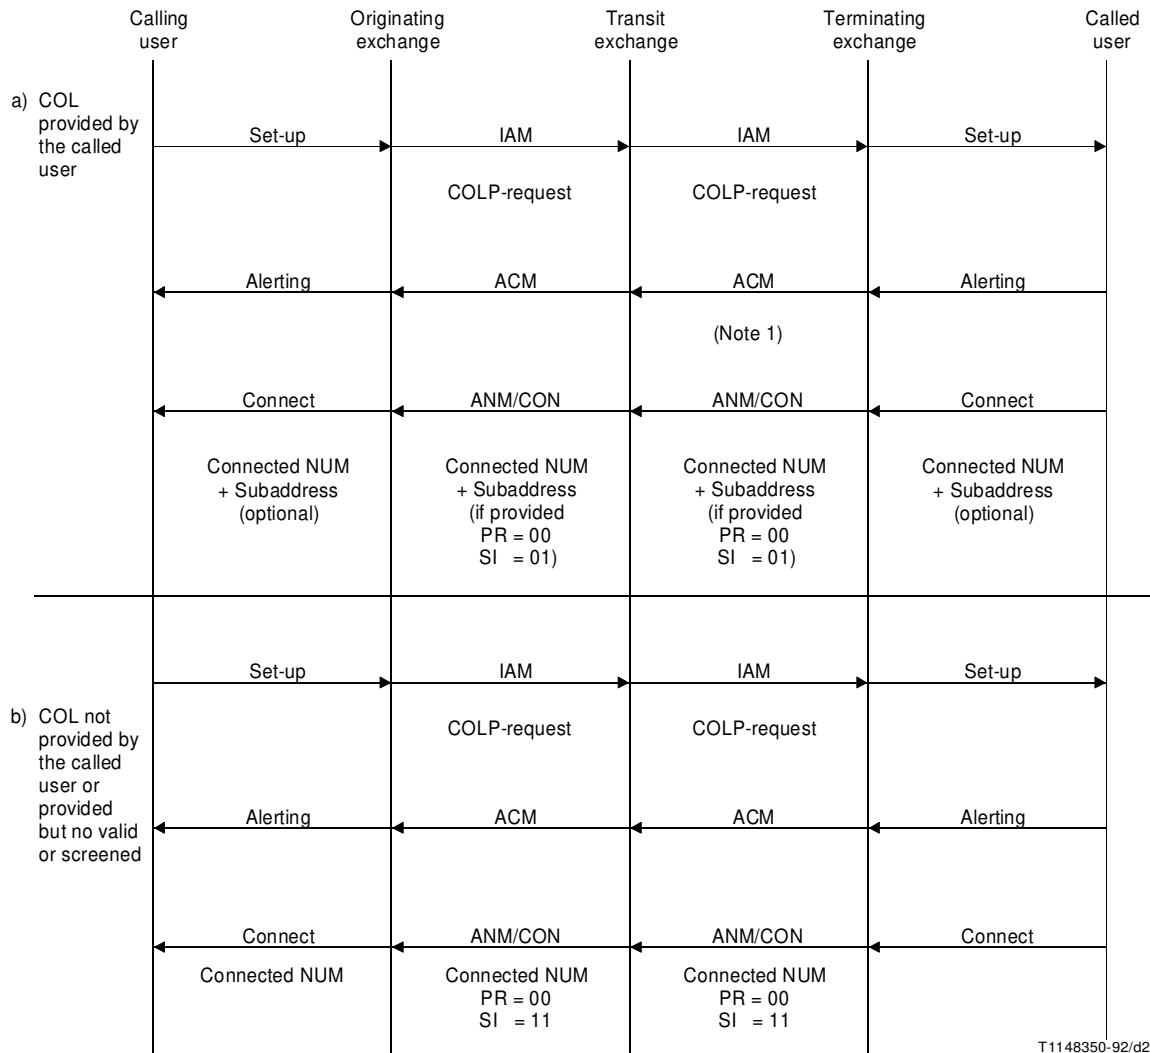 Calling
user
Originating
exchange
Transit
exchange
Terminating
exchange
Called
user
a) COL
provided by
the called
user
Set-up
IAM
IAM
Set-up
COLP-request
COLP-request
Alerting
ACM
ACM
Alerting
(Note 1)
Connect
ANM/CON
ANM/CON
Connect
Connected NUM
+ Subaddress
(optional)
Connected NUM
+ Subaddress
(if provided
PR = 00
SI = 01)
Connected NUM
+ Subaddress
(if provided
PR = 00
SI = 01)
Connected NUM
+ Subaddress
(optional)
b) COL not
provided by
the called
user or
provided
but no valid
or screened
Set-up
IAM
IAM
Set-up
COLP-request
COLP-request
Alerting
ACM
ACM
Alerting
Connect
ANM/CON
ANM/CON
Connect
Connected NUM
Connected NUM
PR = 00
SI = 11
Connected NUM
PR = 00
SI = 11
T1148350-92/d2